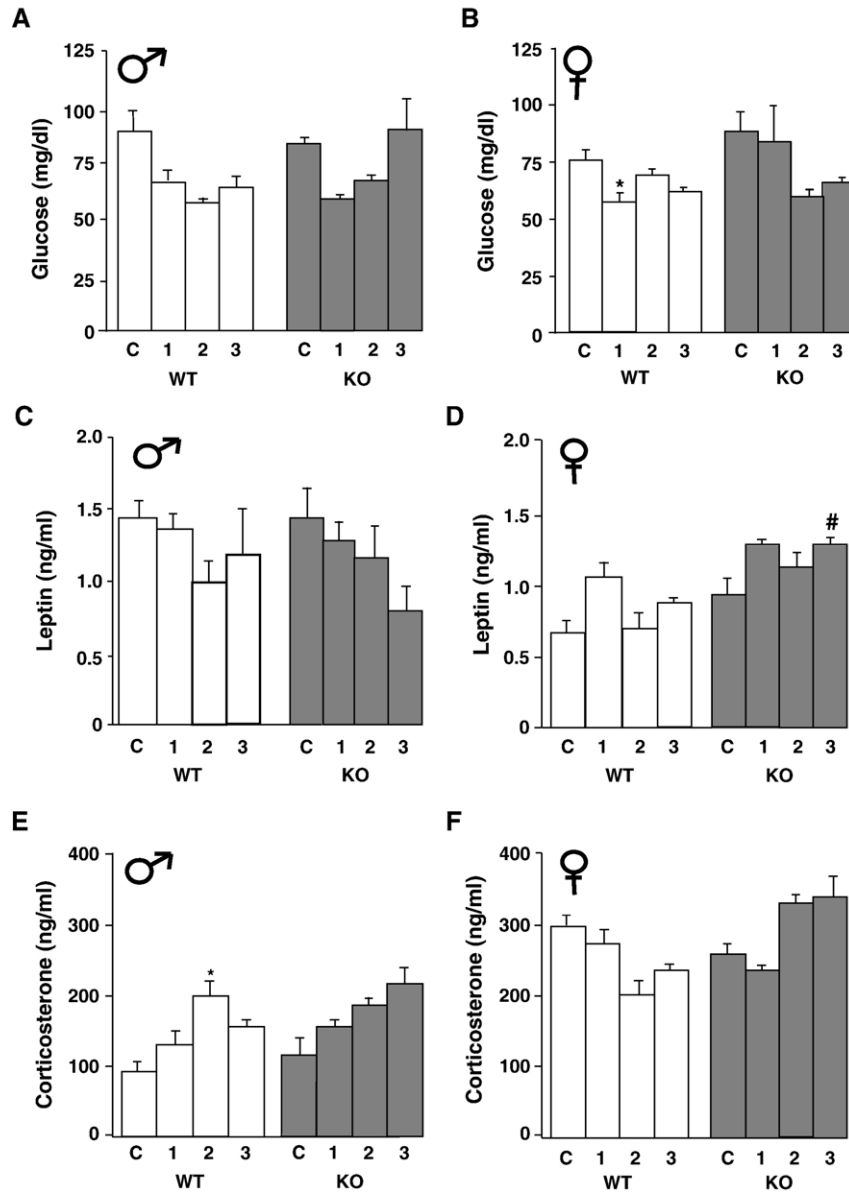 A
Glucose (mg/dl)
125
100
75
50
25
0
C 1 2 3 C 1 2 3
WT KO
B
Glucose (mg/dl)
125
100
75
50
25
0
*
C 1 2 3 C 1 2 3
WT KO
C
Leptin (ng/ml)
2.0
1.5
1.0
0.5
0
C 1 2 3 C 1 2 3
WT KO
D
Leptin (ng/ml)
2.0
1.5
1.0
0.5
0
#
C 1 2 3 C 1 2 3
WT KO
E
Corticosterone (ng/ml)
400
300
200
100
0
*
C 1 2 3 C 1 2 3
WT KO
F
Corticosterone (ng/ml)
400
300
200
100
0
C 1 2 3 C 1 2 3
WT KO